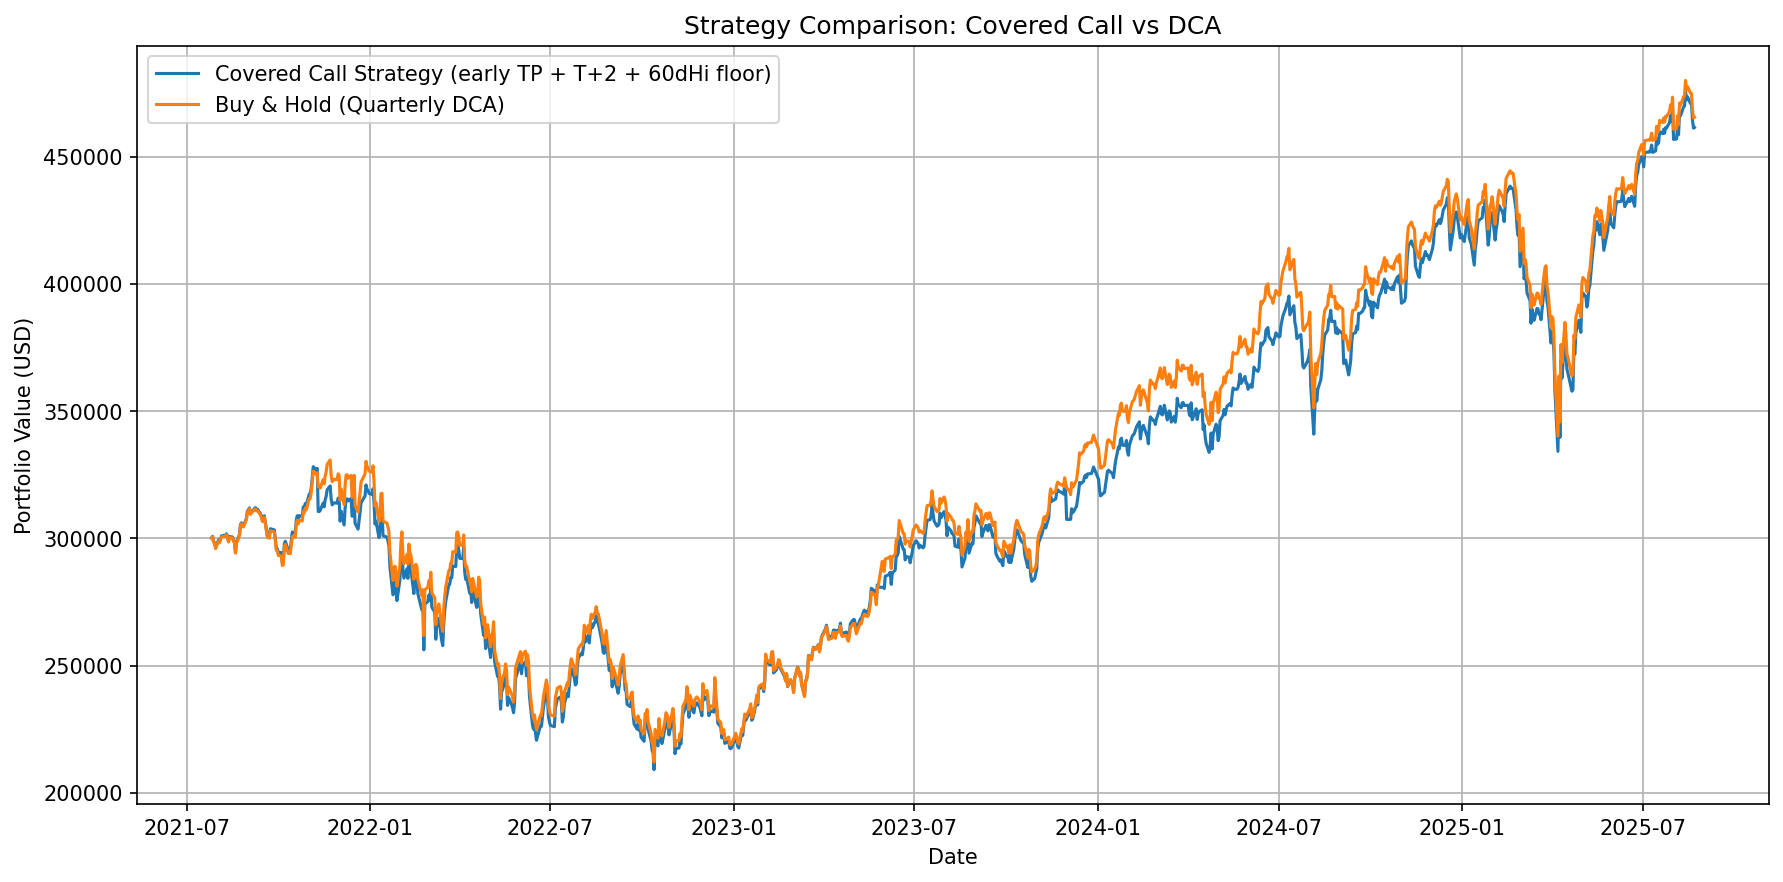 Strategy Comparison: Covered Call vs DCA
Covered Call Strategy (early TP + T+2 + 60dHi floor)
Buy & Hold (Quarterly DCA)
Portfolio Value (USD)
450000
400000
350000
300000
250000
200000
2021-07 2022-01 2022-07 2023-01 2023-07 2024-01 2024-07 2025-01 2025-07
Date